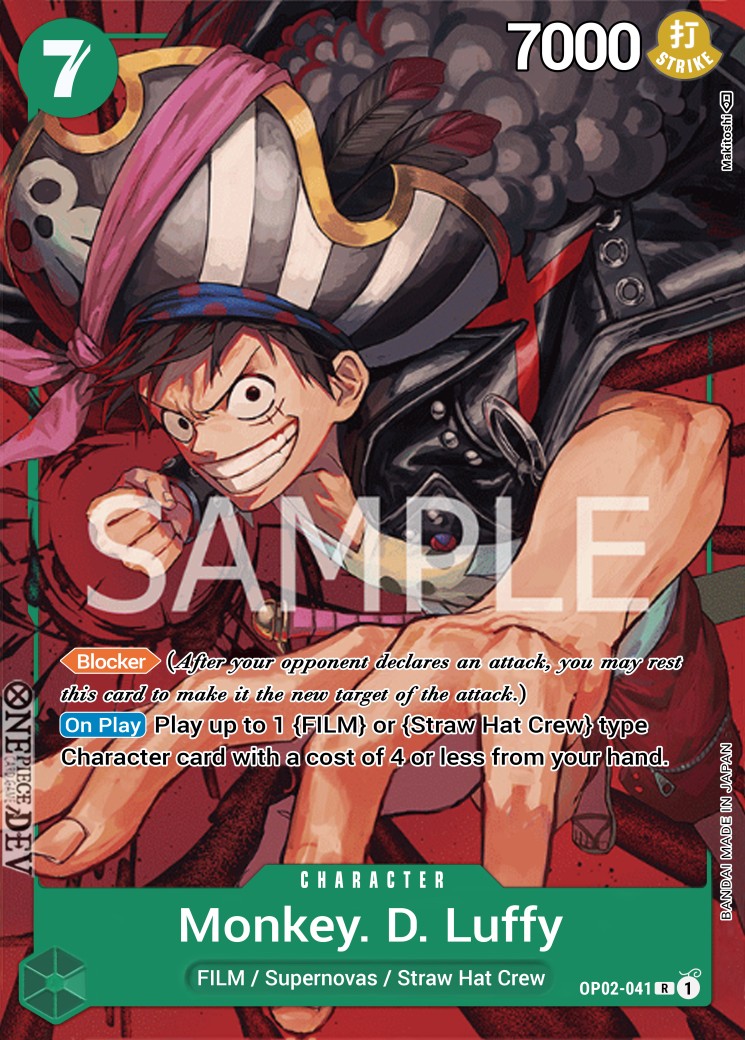 7
7000
打
STRIKE
Makitoshi
SAMPLE
Blocker (After your opponent declares an attack, you may rest
this card to make it the new target of the attack.)
On Play Play up to 1 {FILM} or {Straw Hat Crew} type
Character card with a cost of 4 or less from your hand.
ONE PIECE
DEV
BANDAI MADE IN JAPAN
CHARACTER
Monkey. D. Luffy
FILM / Supernovas / Straw Hat Crew
OP02-041 R 1